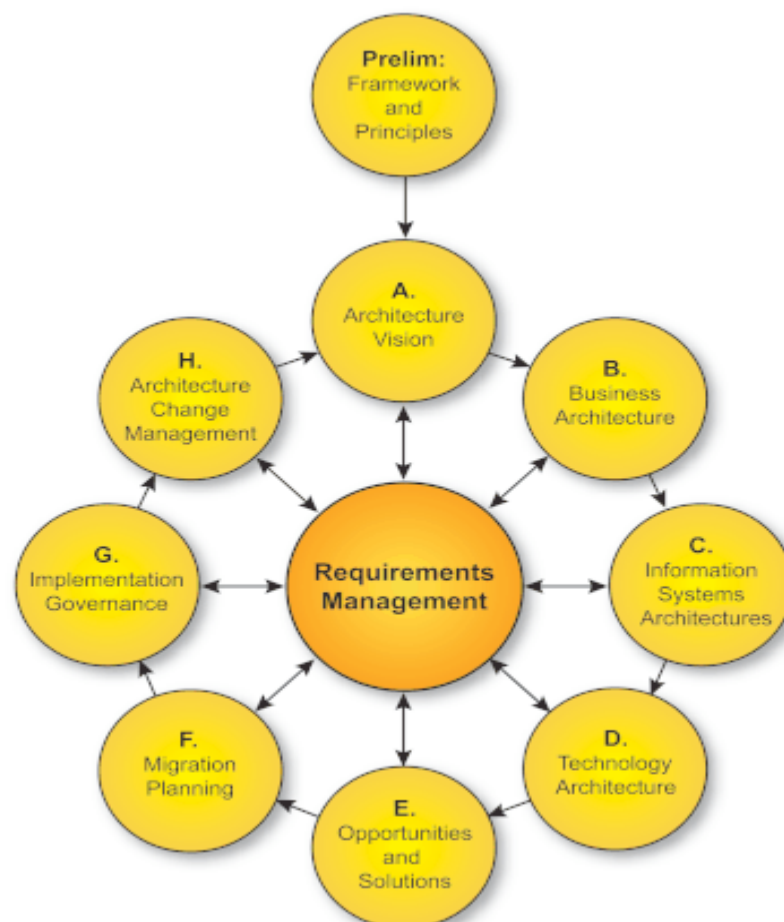 Prelim:
Framework
and
Principles
A.
Architecture
Vision
B.
Business
Architecture
C.
Information
Systems
Architectures
D.
Technology
Architecture
E.
Opportunities
and
Solutions
F.
Migration
Planning
G.
Implementation
Governance
H.
Architecture
Change
Management
Requirements
Management